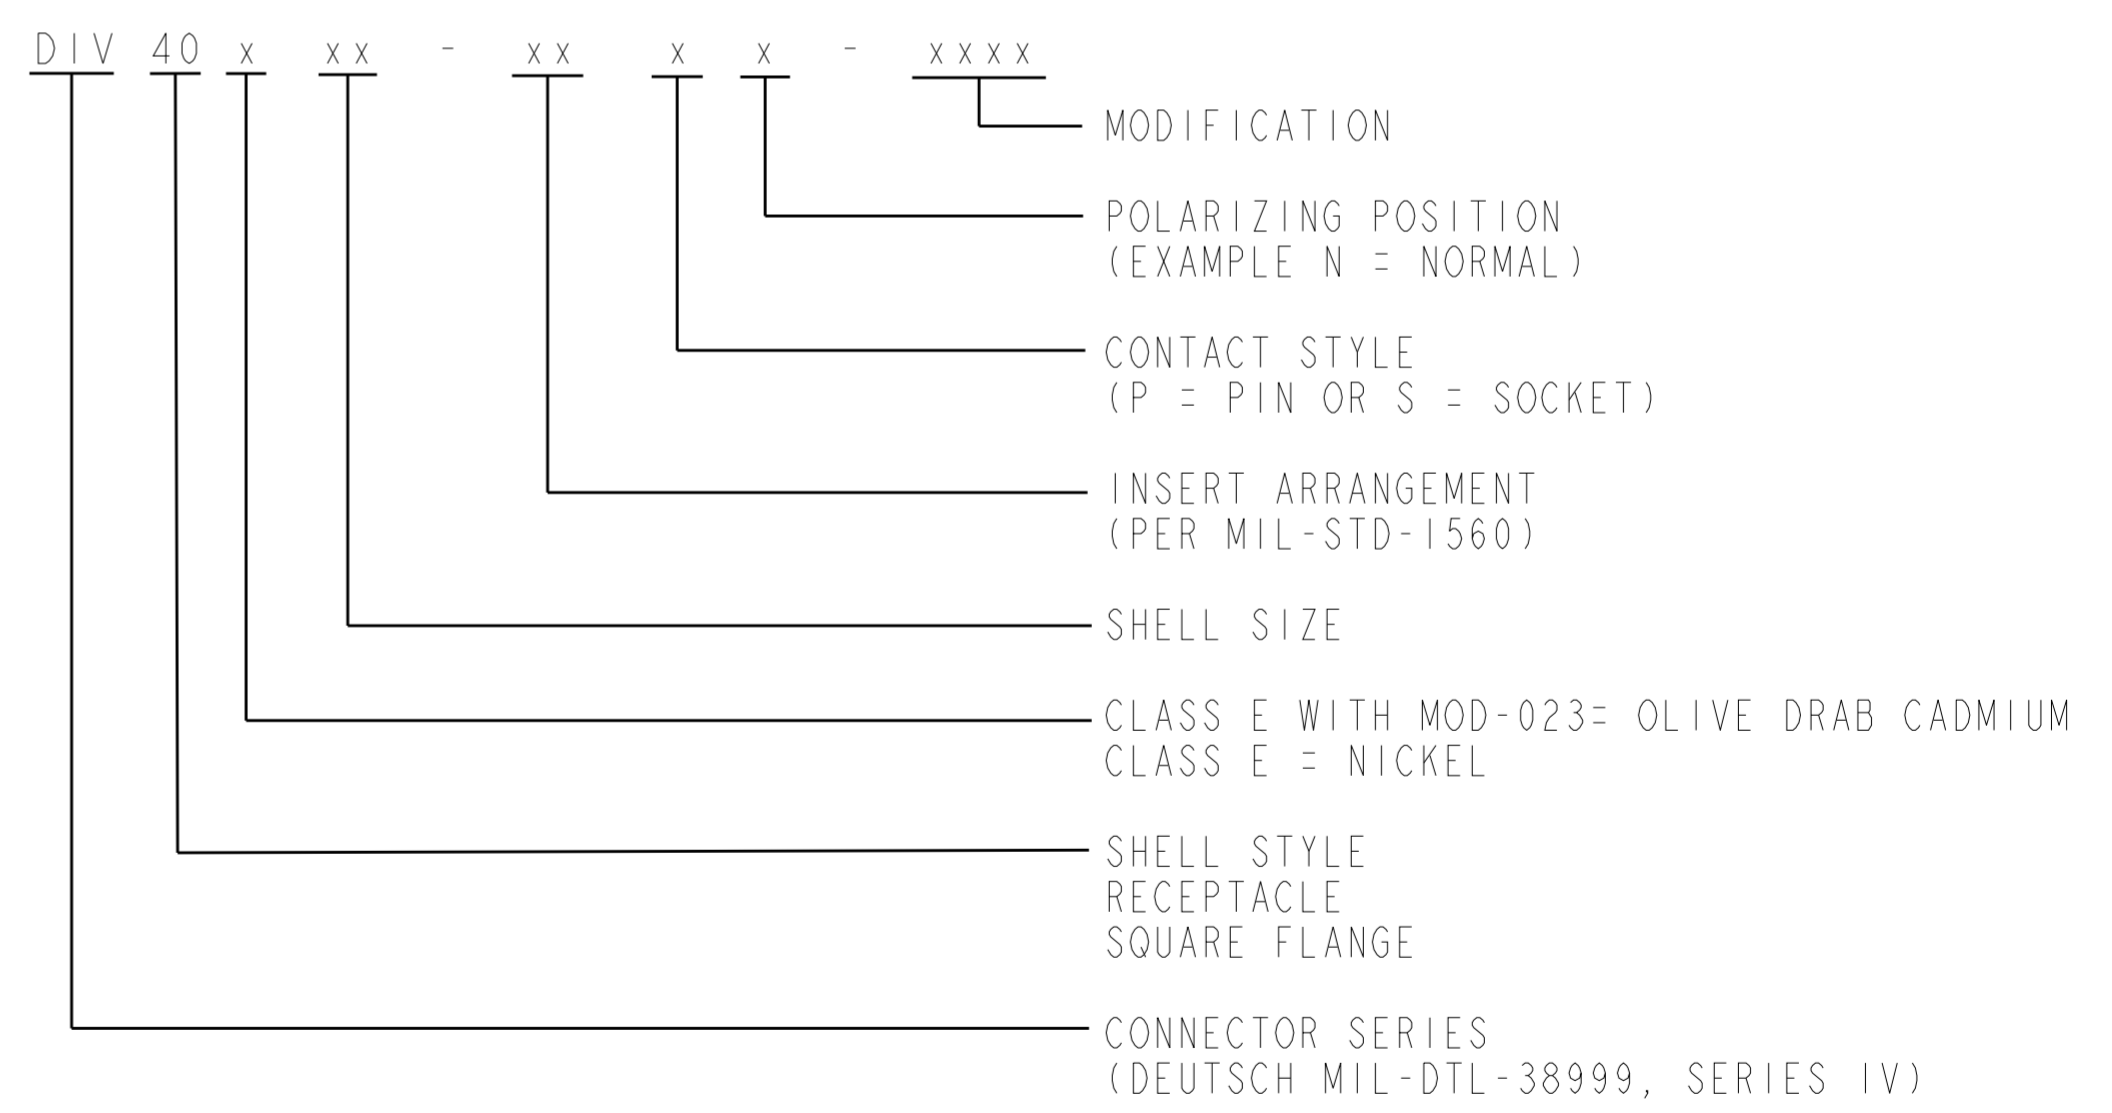 DIV 40 x xx - xx x x - xxxx
MODIFICATION
POLARIZING POSITION
(EXAMPLE N = NORMAL)
CONTACT STYLE
(P = PIN OR S = SOCKET)
INSERT ARRANGEMENT
(PER MIL-STD-1560)
SHELL SIZE
CLASS E WITH MOD-023= OLIVE DRAB CADMIUM
CLASS E = NICKEL
SHELL STYLE
RECEPTACLE
SQUARE FLANGE
CONNECTOR SERIES
(DEUTSCH MIL-DTL-38999, SERIES IV)